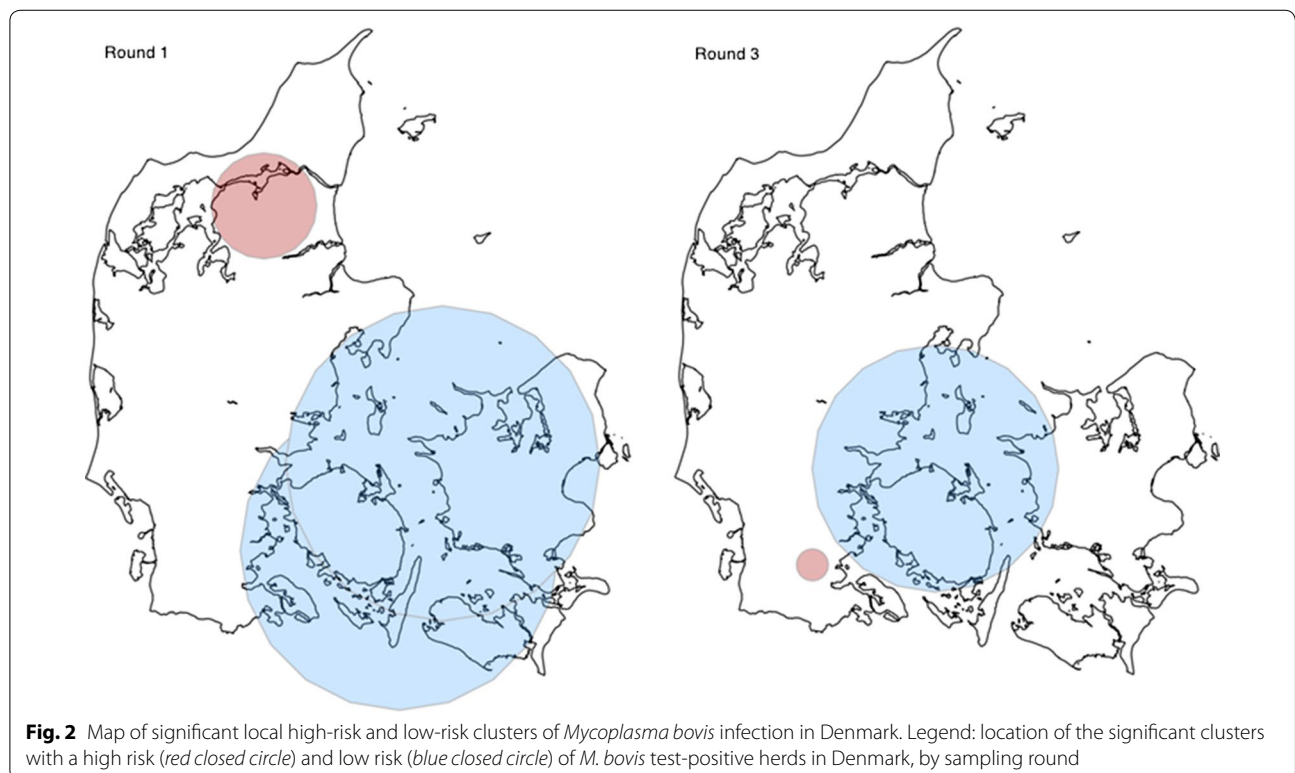 Round 1
Round 3
Fig. 2 Map of significant local high-risk and low-risk clusters of Mycoplasma bovis infection in Denmark. Legend: location of the significant clusters
with a high risk (red closed circle) and low risk (blue closed circle) of M. bovis test-positive herds in Denmark, by sampling round